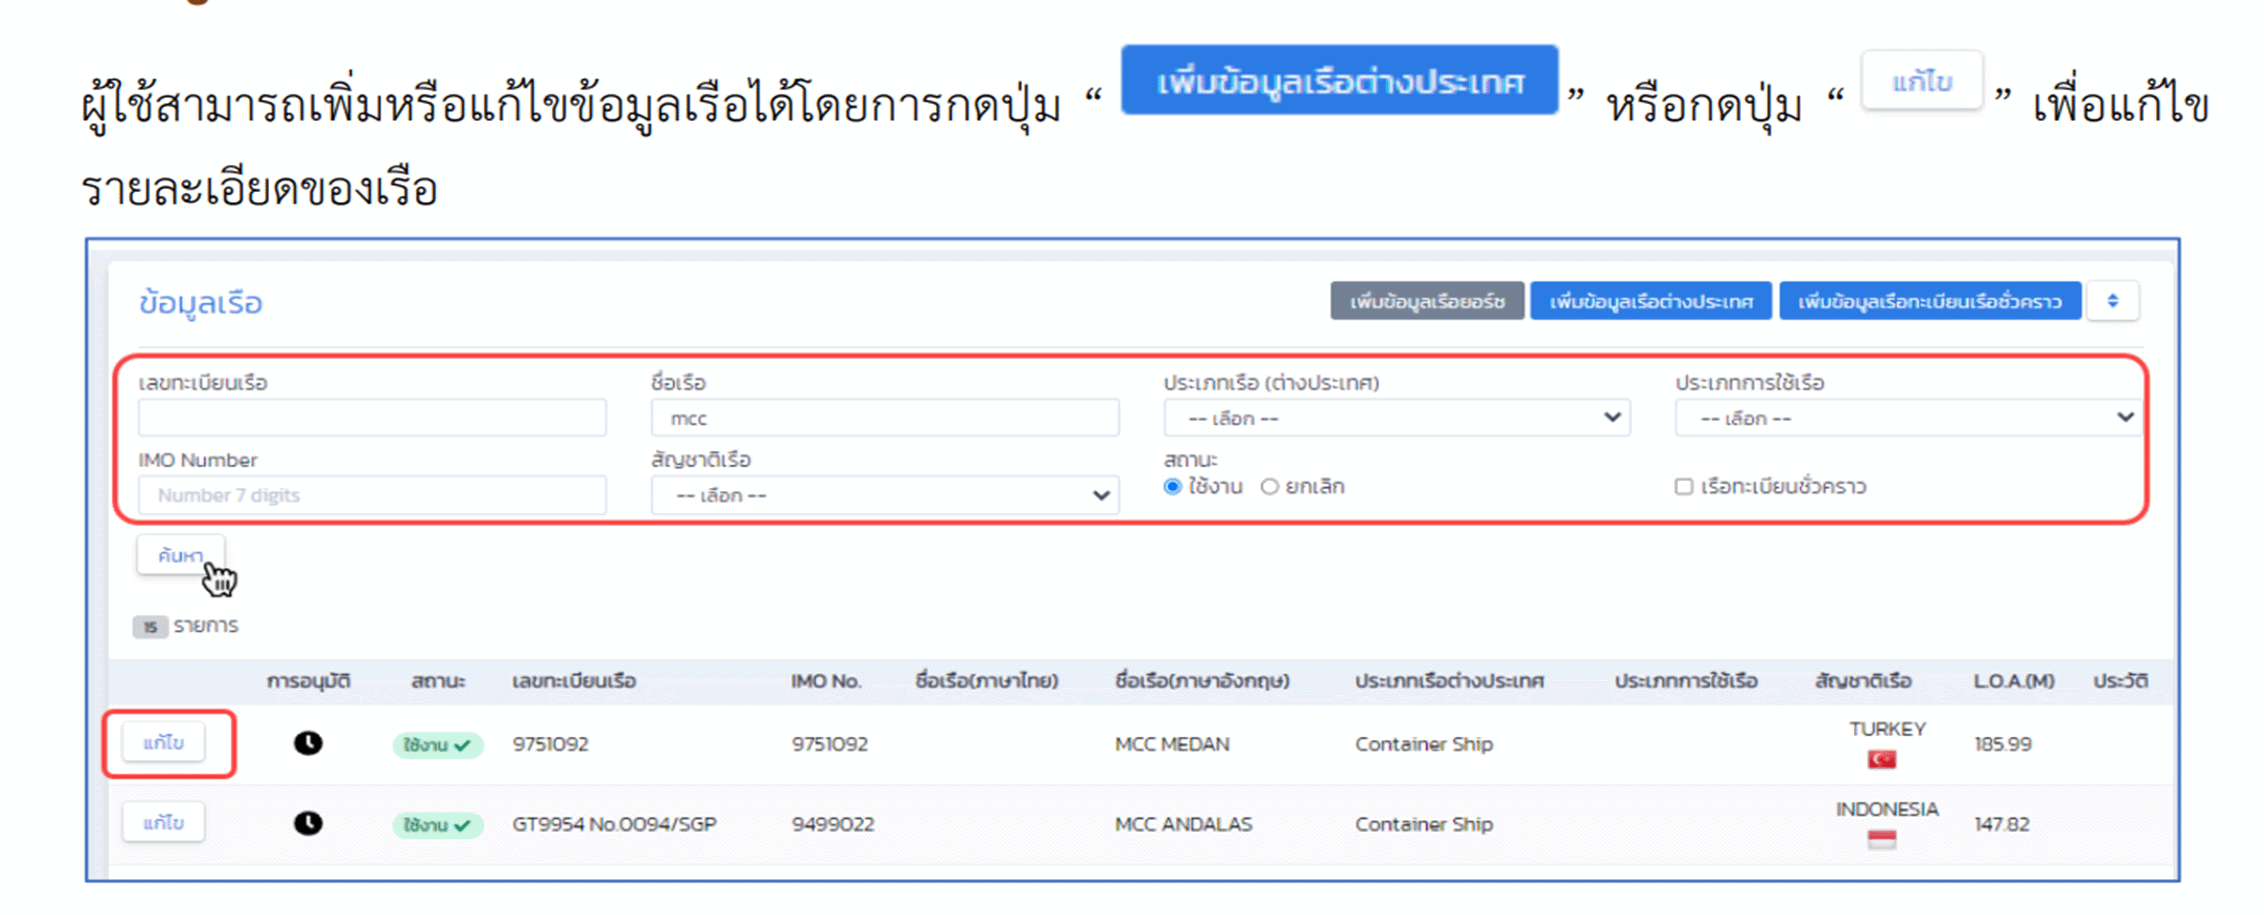 ผู้ใช้สามารถเพิ่มหรือแก้ไขข้อมูลเรือได้โดยการกดปุ่ม “ เพิ่มข้อมูลเรือต่างประเทศ ” หรือกดปุ่ม “ แก้ไข ” เพื่อแก้ไข
รายละเอียดของเรือ
ข้อมูลเรือ เพิ่มข้อมูลเรือยอร์ช เพิ่มข้อมูลเรือต่างประเทศ เพิ่มข้อมูลเรือทะเบียนเรือชั่วคราว
เลขทะเบียนเรือ ชื่อเรือ ประเภทเรือ (ต่างประเทศ) ประเภทการใช้เรือ
mcc -- เลือก -- -- เลือก --
IMO Number สัญชาติเรือ สถานะ
Number 7 digits -- เลือก -- ใช้งาน ยกเลิก เรือทะเบียนชั่วคราว
ค้นหา
15 รายการ
การอนุมัติ สถานะ เลขทะเบียนเรือ IMO No. ชื่อเรือ(ภาษาไทย) ชื่อเรือ(ภาษาอังกฤษ) ประเภทเรือต่างประเทศ ประเภทการใช้เรือ สัญชาติเรือ L.O.A.(M) ประวัติ
แก้ไข ใช้งาน 9751092 9751092 MCC MEDAN Container Ship TURKEY 185.99
แก้ไข ใช้งาน GT9954 No.0094/SGP 9499022 MCC ANDALAS Container Ship INDONESIA 147.82